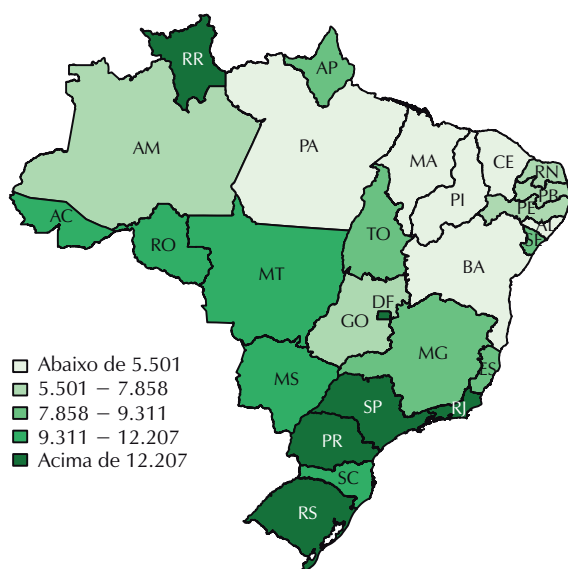 RR
AP
AM
PA
MA
CE
RN
PB
PI
PE
AL
SE
AC
RO
TO
BA
MT
DF
GO
MG
ES
MS
SP
RJ
PR
SC
RS
Abaixo de 5.501
5.501 – 7.858
7.858 – 9.311
9.311 – 12.207
Acima de 12.207